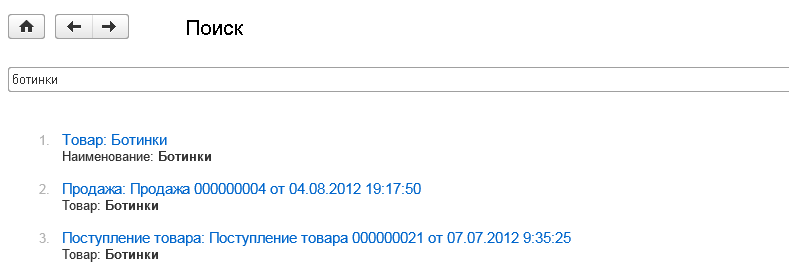 Поиск
ботинки
1. Товар: Ботинки
Наименование: Ботинки
2. Продажа: Продажа 000000004 от 04.08.2012 19:17:50
Товар: Ботинки
3. Поступление товара: Поступление товара 000000021 от 07.07.2012 9:35:25
Товар: Ботинки